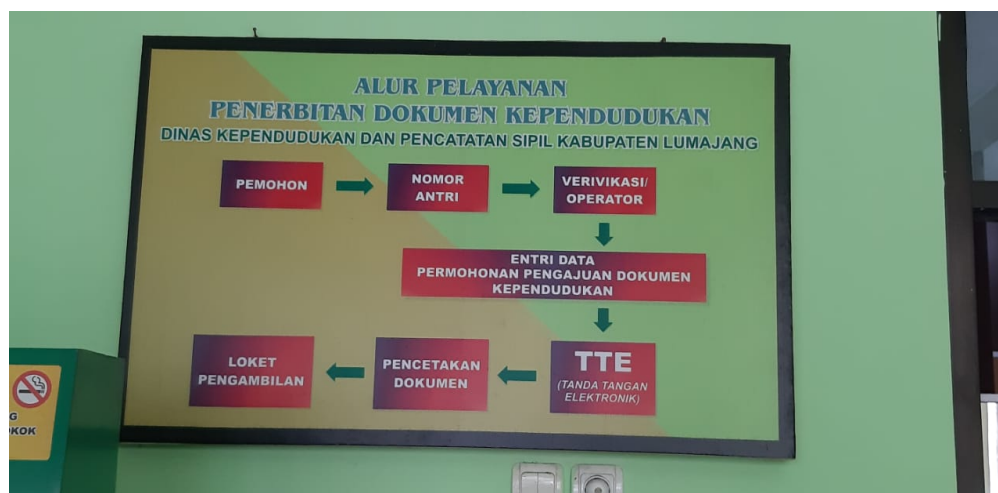 ALUR PELAYANAN
PENERBITAN DOKUMEN KEPENDUDUKAN
DINAS KEPENDUDUKAN DAN PENCATATAN SIPIL KABUPATEN LUMAJANG
PEMOHON
NOMOR
ANTRI
VERIVIKASI/
OPERATOR
ENTRI DATA
PERMOHONAN PENGAJUAN DOKUMEN
KEPENDUDUKAN
TTE
(TANDA TANGAN
ELEKTRONIK)
PENCETAKAN
DOKUMEN
LOKET
PENGAMBILAN